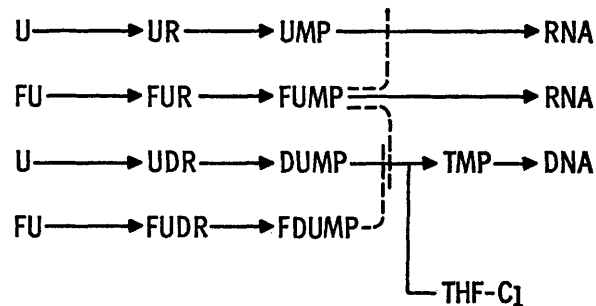 U UR UMP RNA
FU FUR FUMP RNA
U UDR DUMP TMP DNA
FU FUDR FDUMP
THF-C1